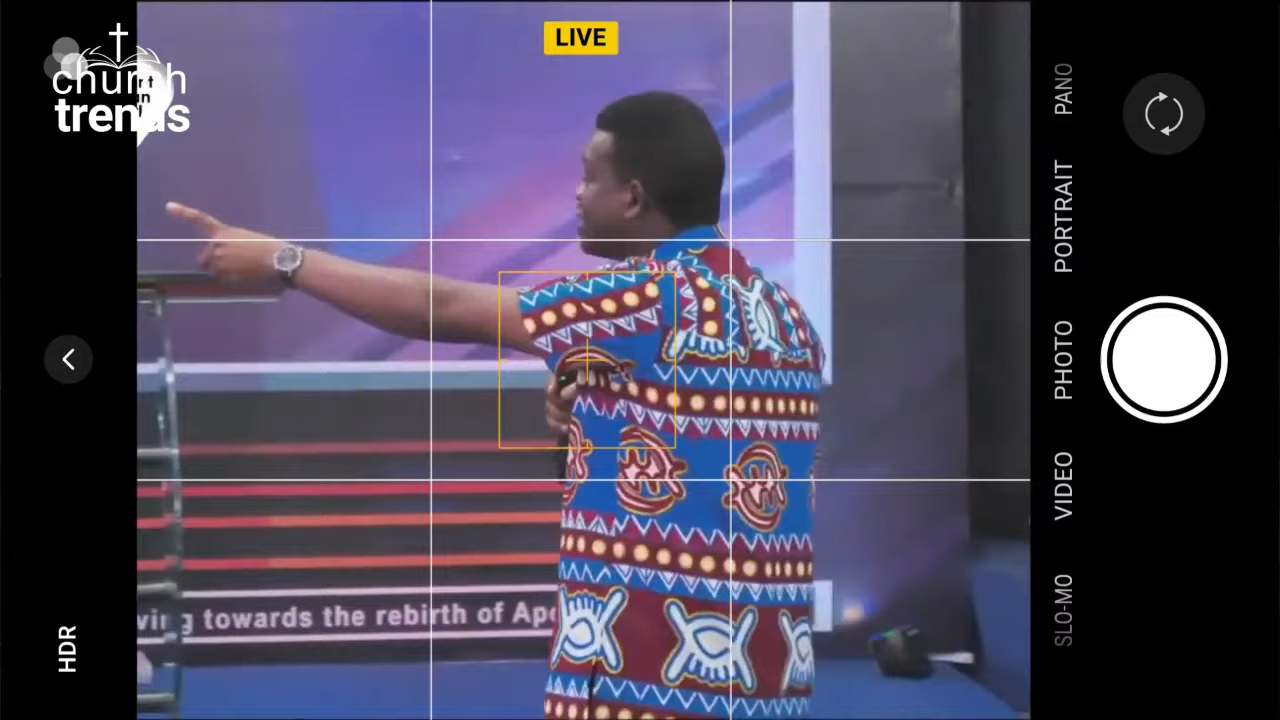 LIVE
church
trends
PANO
PORTRAIT
PHOTO
VIDEO
SLO-MO
HDR
towards the rebirth of